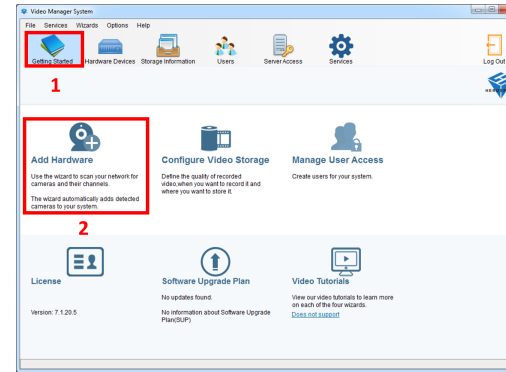 Video Manager System
File Services Wizards Options Help
Getting Started Hardware Devices Storage Information Users Server Access Services Log Out
1
Add Hardware
Use the wizard to scan your network for
cameras and their channels.
The wizard automatically adds detected
cameras to your system.
2
Configure Video Storage
Define the quality of recorded
video,when you want to record it and
where you want to store it.
Manage User Access
Create users for your system.
License
Version: 7.1.20.5
Software Upgrade Plan
No updates found.
No information about Software Upgrade
Plan(SUP)
Video Tutorials
View our video tutorials to learn more
on each of the four wizards.
Does not support